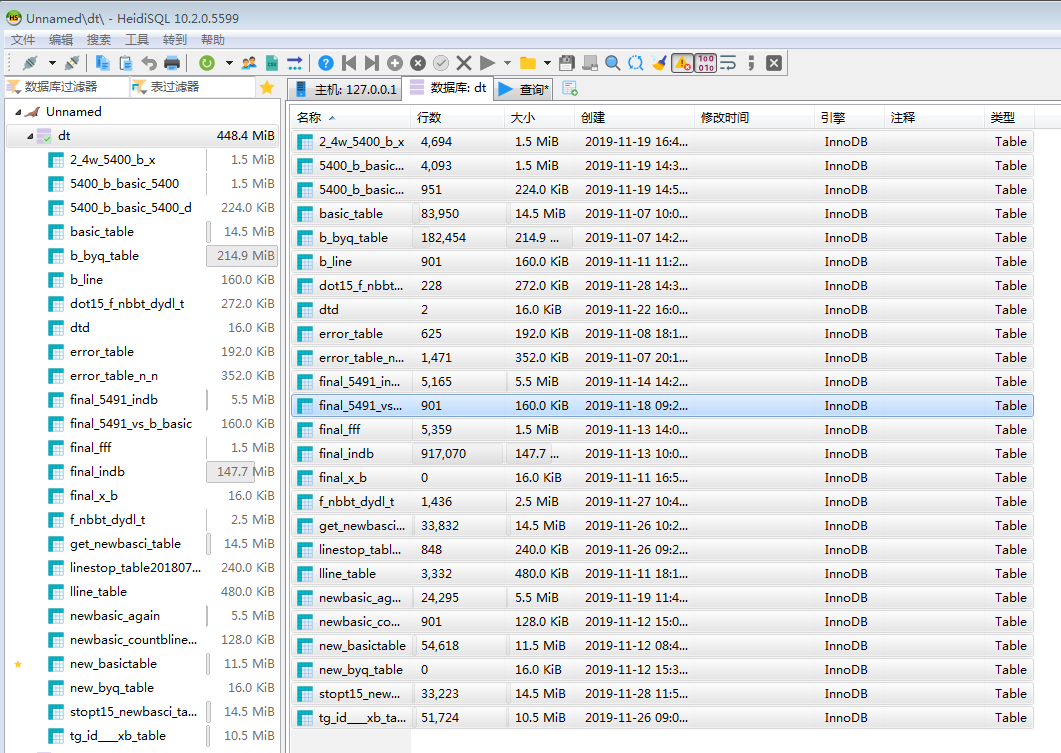 Unnamed\dt\ - HeidiSQL 10.2.0.5599
文件 编辑 搜索 工具 转到 帮助
数据库过滤器 表过滤器
主机: 127.0.0.1 数据库: dt 查询*
Unnamed
dt 448.4 MiB
2_4w_5400_b_x 1.5 MiB
5400_b_basic_5400 1.5 MiB
5400_b_basic_5400_d 224.0 KiB
basic_table 14.5 MiB
b_byq_table 214.9 MiB
b_line 160.0 KiB
dot15_f_nbbt_dydl_t 272.0 KiB
dtd 16.0 KiB
error_table 192.0 KiB
error_table_n_n 352.0 KiB
final_5491_indb 5.5 MiB
final_5491_vs_b_basic 160.0 KiB
final_fff 1.5 MiB
final_indb 147.7 MiB
final_x_b 16.0 KiB
f_nbbt_dydl_t 2.5 MiB
get_newbasci_table 14.5 MiB
linestop_table201807... 240.0 KiB
lline_table 480.0 KiB
newbasic_again 5.5 MiB
newbasic_countbline... 128.0 KiB
new_basictable 11.5 MiB
new_byq_table 16.0 KiB
stopt15_newbasci_ta... 14.5 MiB
tg_id___xb_table 10.5 MiB
名称 行数 大小 创建 修改时间 引擎 注释 类型
2_4w_5400_b_x 4,694 1.5 MiB 2019-11-19 16:4... InnoDB Table
5400_b_basic... 4,093 1.5 MiB 2019-11-19 14:3... InnoDB Table
5400_b_basic... 951 224.0 KiB 2019-11-19 14:5... InnoDB Table
basic_table 83,950 14.5 MiB 2019-11-07 10:0... InnoDB Table
b_byq_table 182,454 214.9 ... 2019-11-07 14:2... InnoDB Table
b_line 901 160.0 KiB 2019-11-11 11:2... InnoDB Table
dot15_f_nbbt... 228 272.0 KiB 2019-11-28 14:3... InnoDB Table
dtd 2 16.0 KiB 2019-11-22 16:0... InnoDB Table
error_table 625 192.0 KiB 2019-11-08 18:1... InnoDB Table
error_table_n... 1,471 352.0 KiB 2019-11-07 20:1... InnoDB Table
final_5491_in... 5,165 5.5 MiB 2019-11-14 14:2... InnoDB Table
final_5491_vs... 901 160.0 KiB 2019-11-18 09:2... InnoDB Table
final_fff 5,359 1.5 MiB 2019-11-13 14:0... InnoDB Table
final_indb 917,070 147.7 ... 2019-11-13 10:0... InnoDB Table
final_x_b 0 16.0 KiB 2019-11-11 16:5... InnoDB Table
f_nbbt_dydl_t 1,436 2.5 MiB 2019-11-27 10:4... InnoDB Table
get_newbasci... 33,832 14.5 MiB 2019-11-26 10:2... InnoDB Table
linestop_tabl... 848 240.0 KiB 2019-11-26 09:2... InnoDB Table
lline_table 3,332 480.0 KiB 2019-11-11 18:1... InnoDB Table
newbasic_ag... 24,295 5.5 MiB 2019-11-19 11:4... InnoDB Table
newbasic_co... 901 128.0 KiB 2019-11-12 15:0... InnoDB Table
new_basictable 54,618 11.5 MiB 2019-11-12 08:4... InnoDB Table
new_byq_table 0 16.0 KiB 2019-11-12 15:3... InnoDB Table
stopt15_new... 33,223 14.5 MiB 2019-11-28 11:5... InnoDB Table
tg_id___xb_ta... 51,724 10.5 MiB 2019-11-26 09:0... InnoDB Table